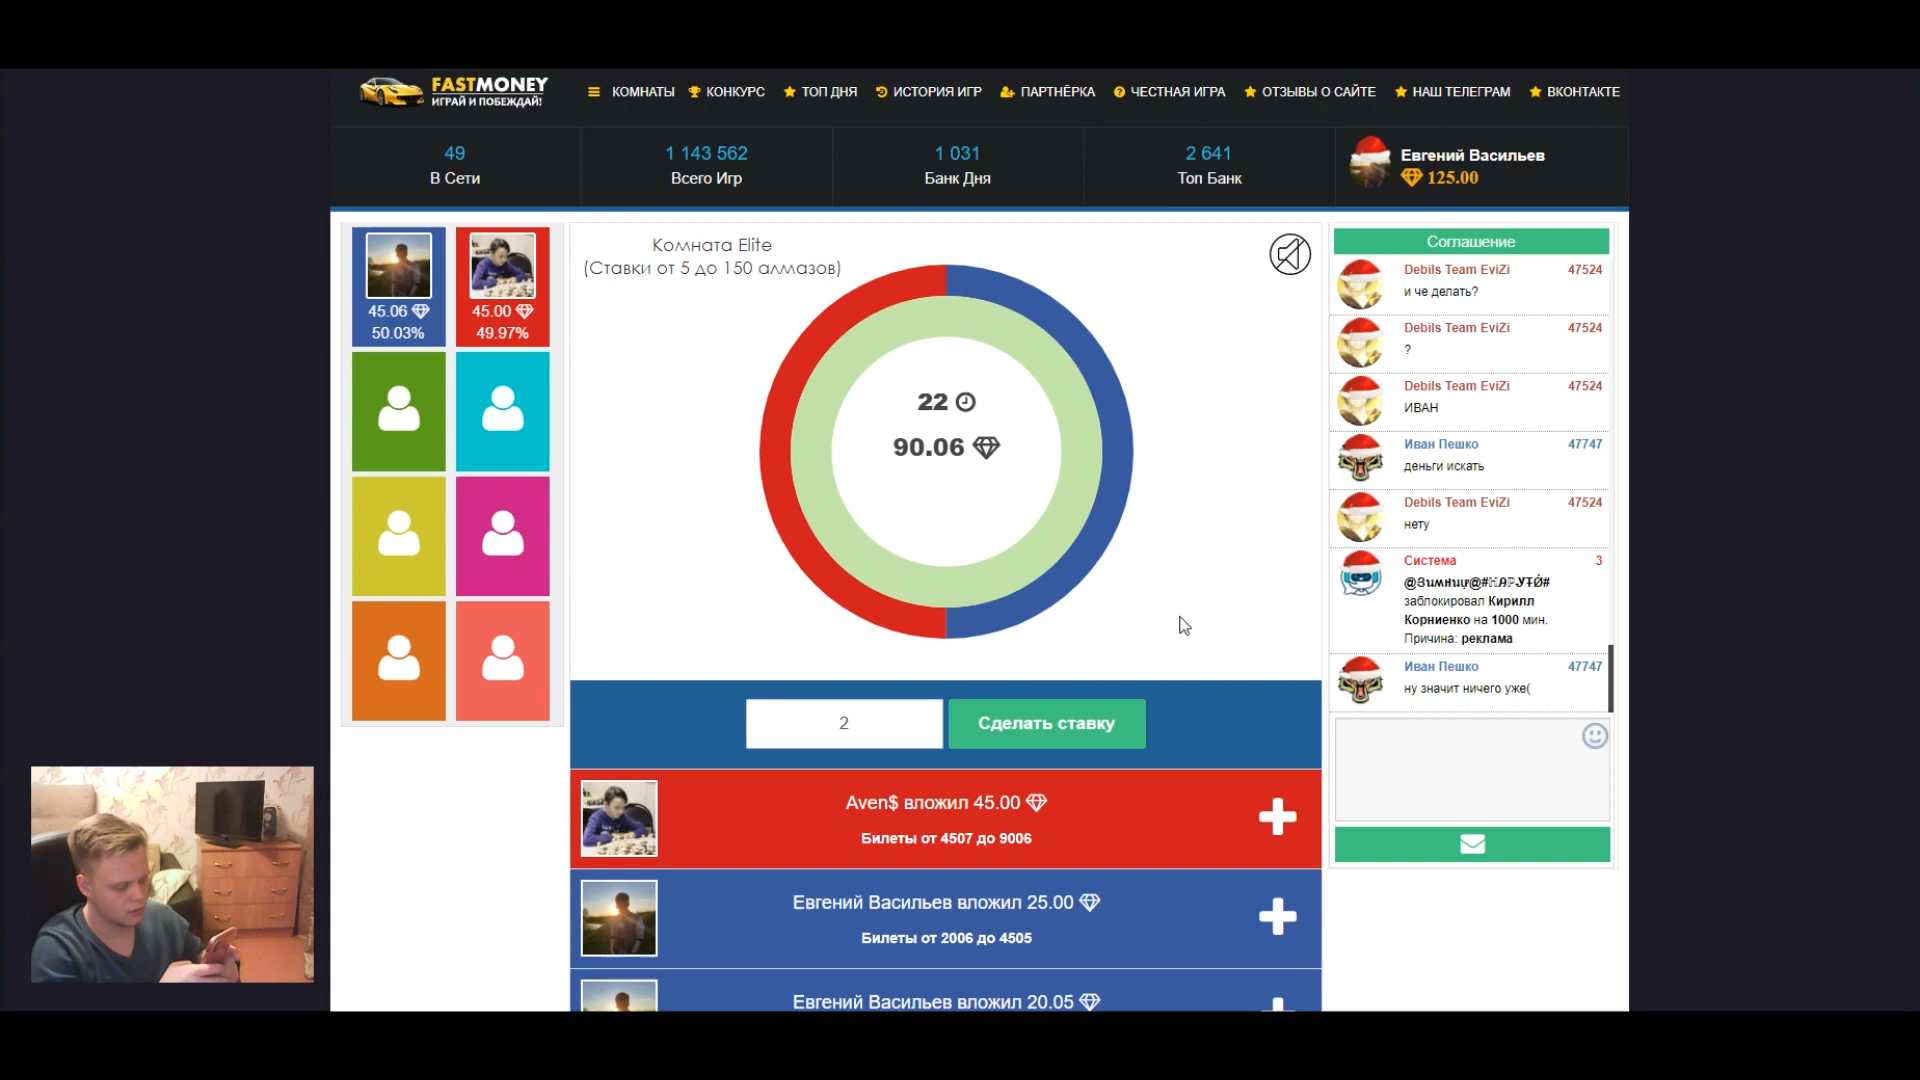 FASTMONEY
ИГРАЙ И ПОБЕЖДАЙ!
КОМНАТЫ
КОНКУРС
ТОП ДНЯ
ИСТОРИЯ ИГР
ПАРТНЁРКА
ЧЕСТНАЯ ИГРА
ОТЗЫВЫ О САЙТЕ
НАШ ТЕЛЕГРАМ
ВКОНТАКТЕ
49
В Сети
1 143 562
Всего Игр
1 031
Банк Дня
2 641
Топ Банк
Евгений Васильев
125.00
45.06
50.03%
45.00
49.97%
Комната Elite
(Ставки от 5 до 150 алмазов)
22
90.06
2
Сделать ставку
Aven$ вложил 45.00
Билеты от 4507 до 9006
Евгений Васильев вложил 25.00
Билеты от 2006 до 4505
Евгений Васильев вложил 20.05
Соглашение
Debils Team EviZi 47524
и че делать?
Debils Team EviZi 47524
?
Debils Team EviZi 47524
ИВАН
Иван Пешко 47747
деньги искать
Debils Team EviZi 47524
нету
Система 3
заблокировал Кирилл
Корниенко на 1000 мин.
Причина: реклама
Иван Пешко 47747
ну значит ничего уже(